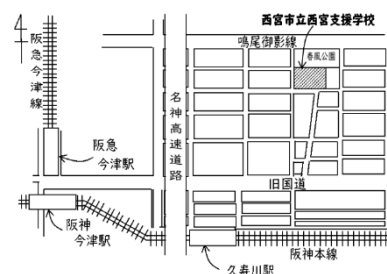 西宮市立西宮支援学校
鳴尾御影線
春風公園
阪急今津線
名神高速道路
阪急
今津駅
旧国道
阪神
今津駅
阪神本線
久寿川駅